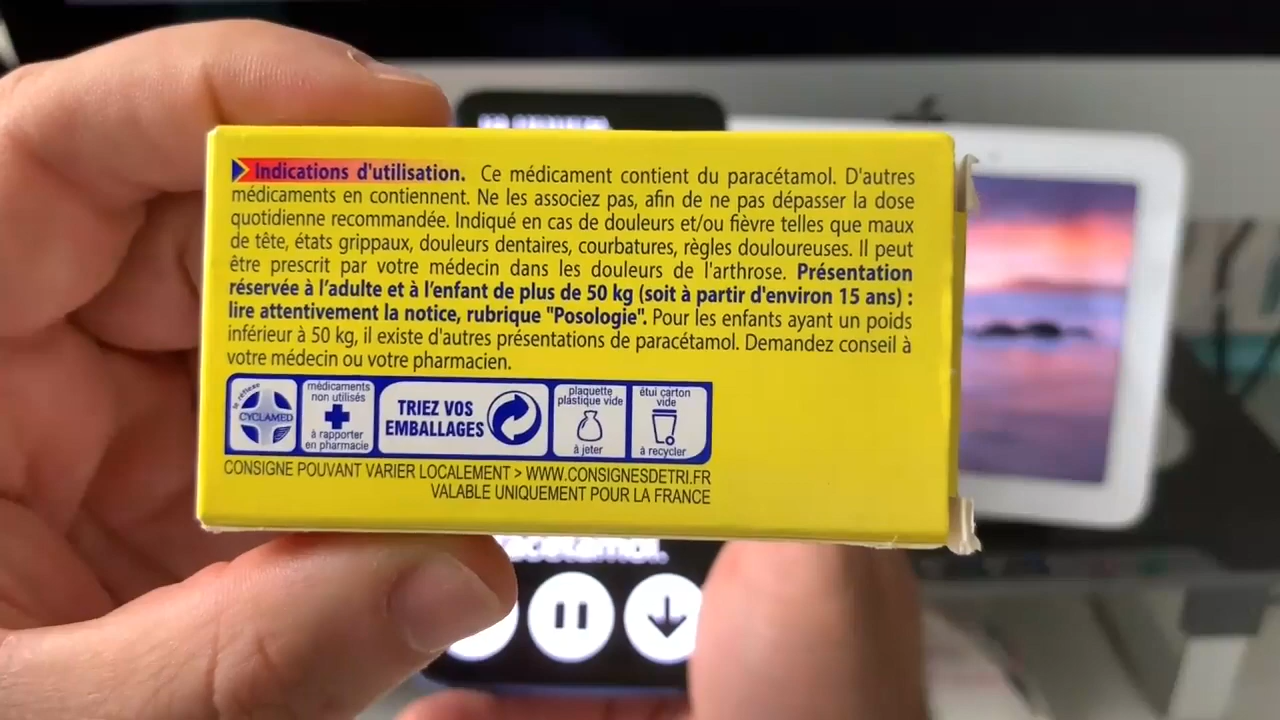 Indications d'utilisation. Ce médicament contient du paracétamol. D'autres
médicaments en contiennent. Ne les associez pas, afin de ne pas dépasser la dose
quotidienne recommandée. Indiqué en cas de douleurs et/ou fièvre telles que maux
de tête, états grippaux, douleurs dentaires, courbatures, règles douloureuses. Il peut
être prescrit par votre médecin dans les douleurs de l'arthrose. Présentation
réservée à l'adulte et à l'enfant de plus de 50 kg (soit à partir d'environ 15 ans) :
lire attentivement la notice, rubrique "Posologie". Pour les enfants ayant un poids
inférieur à 50 kg, il existe d'autres présentations de paracétamol. Demandez conseil à
votre médecin ou votre pharmacien.
le réseau
CYCLAMED
médicaments
non utilisés
à rapporter
en pharmacie
TRIEZ VOS
EMBALLAGES
plaquette
plastique vide
à jeter
étui carton
vide
à recycler
CONSIGNE POUVANT VARIER LOCALEMENT > WWW.CONSIGNESDETRI.FR
VALABLE UNIQUEMENT POUR LA FRANCE